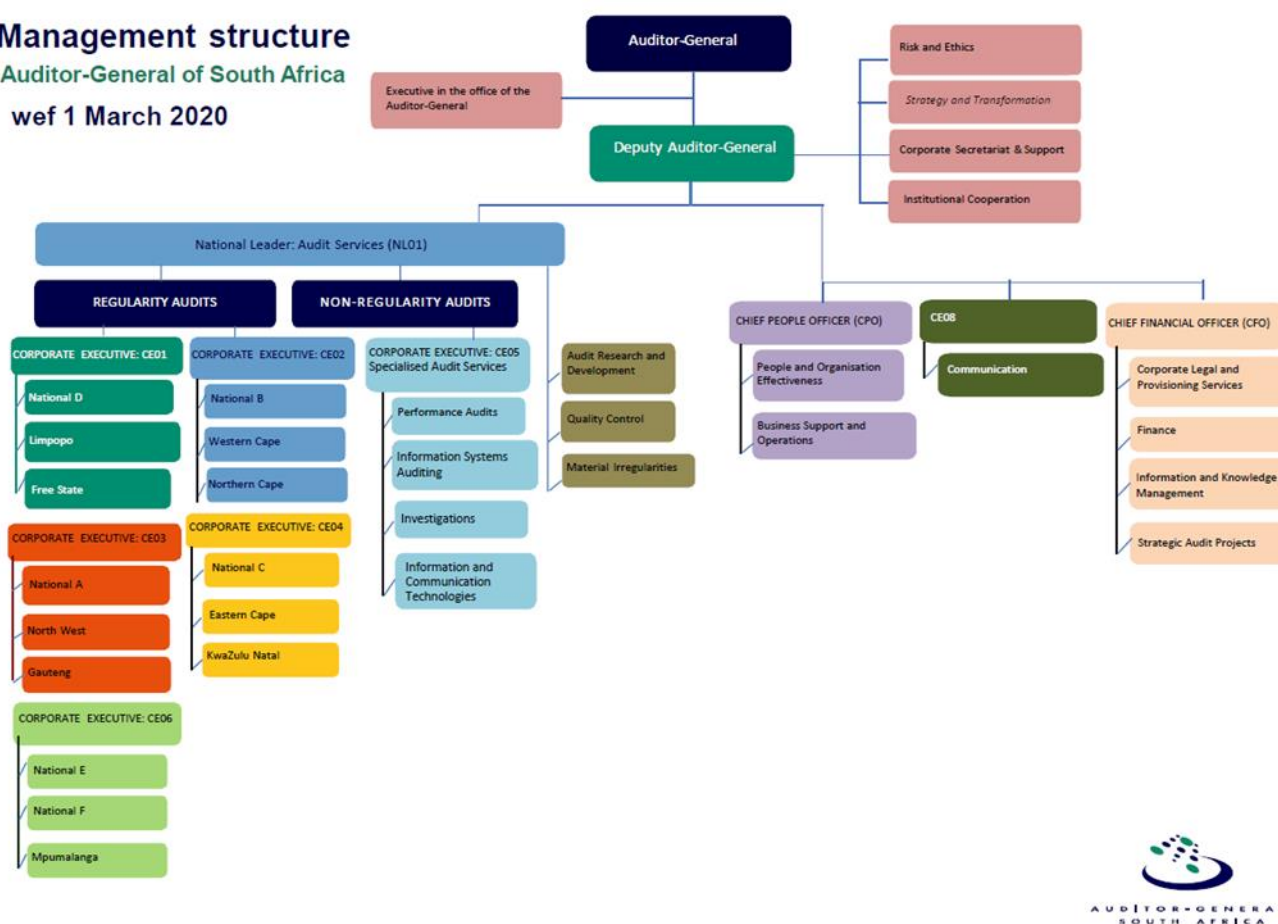 Management structure
Auditor-General of South Africa
wef 1 March 2020
Auditor-General
Executive in the office of the
Auditor-General
Deputy Auditor-General
Risk and Ethics
Strategy and Transformation
Corporate Secretariat & Support
Institutional Cooperation
National Leader: Audit Services (NL01)
REGULARITY AUDITS
NON-REGULARITY AUDITS
CORPORATE EXECUTIVE: CE01
National D
Limpopo
Free State
CORPORATE EXECUTIVE: CE02
National B
Western Cape
Northern Cape
CORPORATE EXECUTIVE: CE03
National A
North West
Gauteng
CORPORATE EXECUTIVE: CE04
National C
Eastern Cape
KwaZulu Natal
CORPORATE EXECUTIVE: CE06
National E
National F
Mpumalanga
CORPORATE EXECUTIVE: CE05
Specialised Audit Services
Performance Audits
Information Systems
Auditing
Investigations
Information and
Communication
Technologies
Audit Research and
Development
Quality Control
Material Irregularities
CHIEF PEOPLE OFFICER (CPO)
People and Organisation
Effectiveness
Business Support and
Operations
CE08
Communication
CHIEF FINANCIAL OFFICER (CFO)
Corporate Legal and
Provisioning Services
Finance
Information and Knowledge
Management
Strategic Audit Projects
AUDITOR-GENERA
SOUTH AFRICA